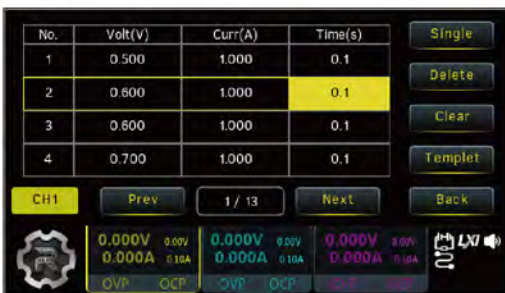 No. Volt(V) Curr(A) Time(s) Single
1 0.500 1.000 0.1
Delete
2 0.600 1.000 0.1
3 0.600 1.000 0.1 Clear
4 0.700 1.000 0.1 Templet
CH1 Prev 1 / 13 Next Back
0.000V 0.00V 0.000V 0.00V 0.000V 0.00V LXI
0.000A 0.10A 0.000A 0.10A 0.000A 0.10A
OVP OCP OVP OCP OVP OCP